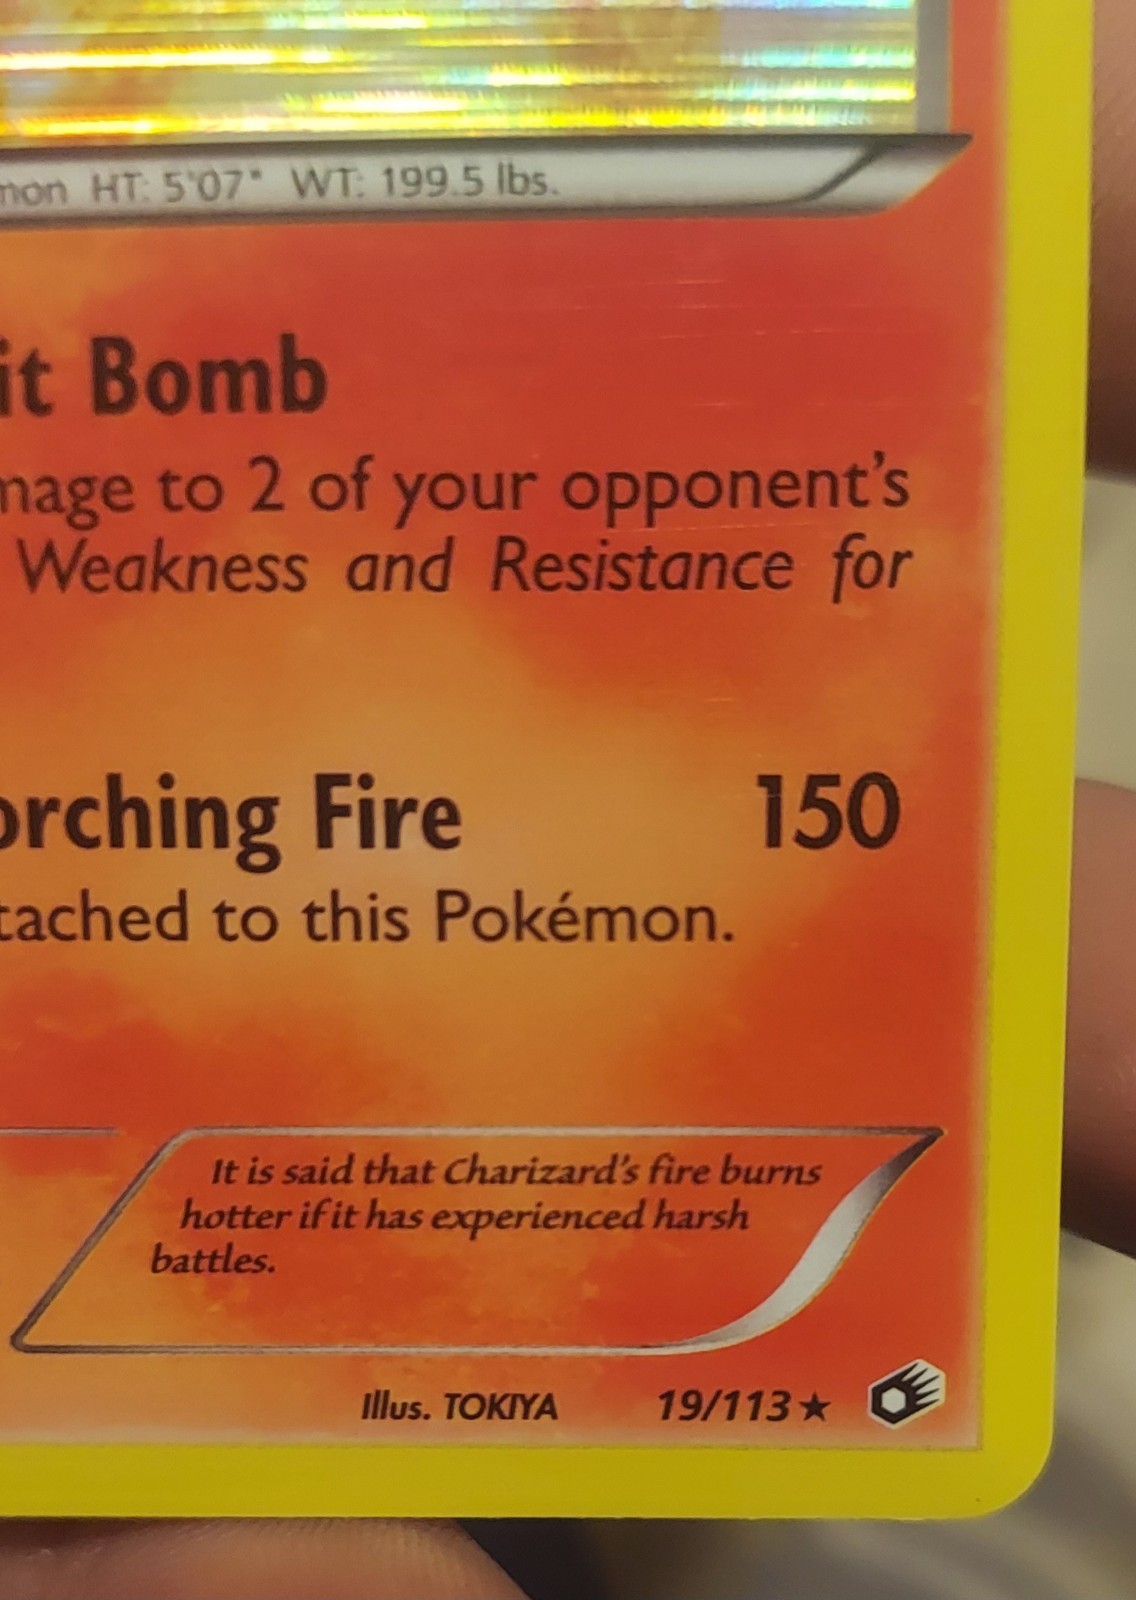 mon HT: 5'07" WT: 199.5 lbs.
it Bomb
mage to 2 of your opponent's
Weakness and Resistance for
orching Fire 150
tached to this Pokémon.
It is said that Charizard's fire burns
hotter if it has experienced harsh
battles.
Illus. TOKIYA 19/113★